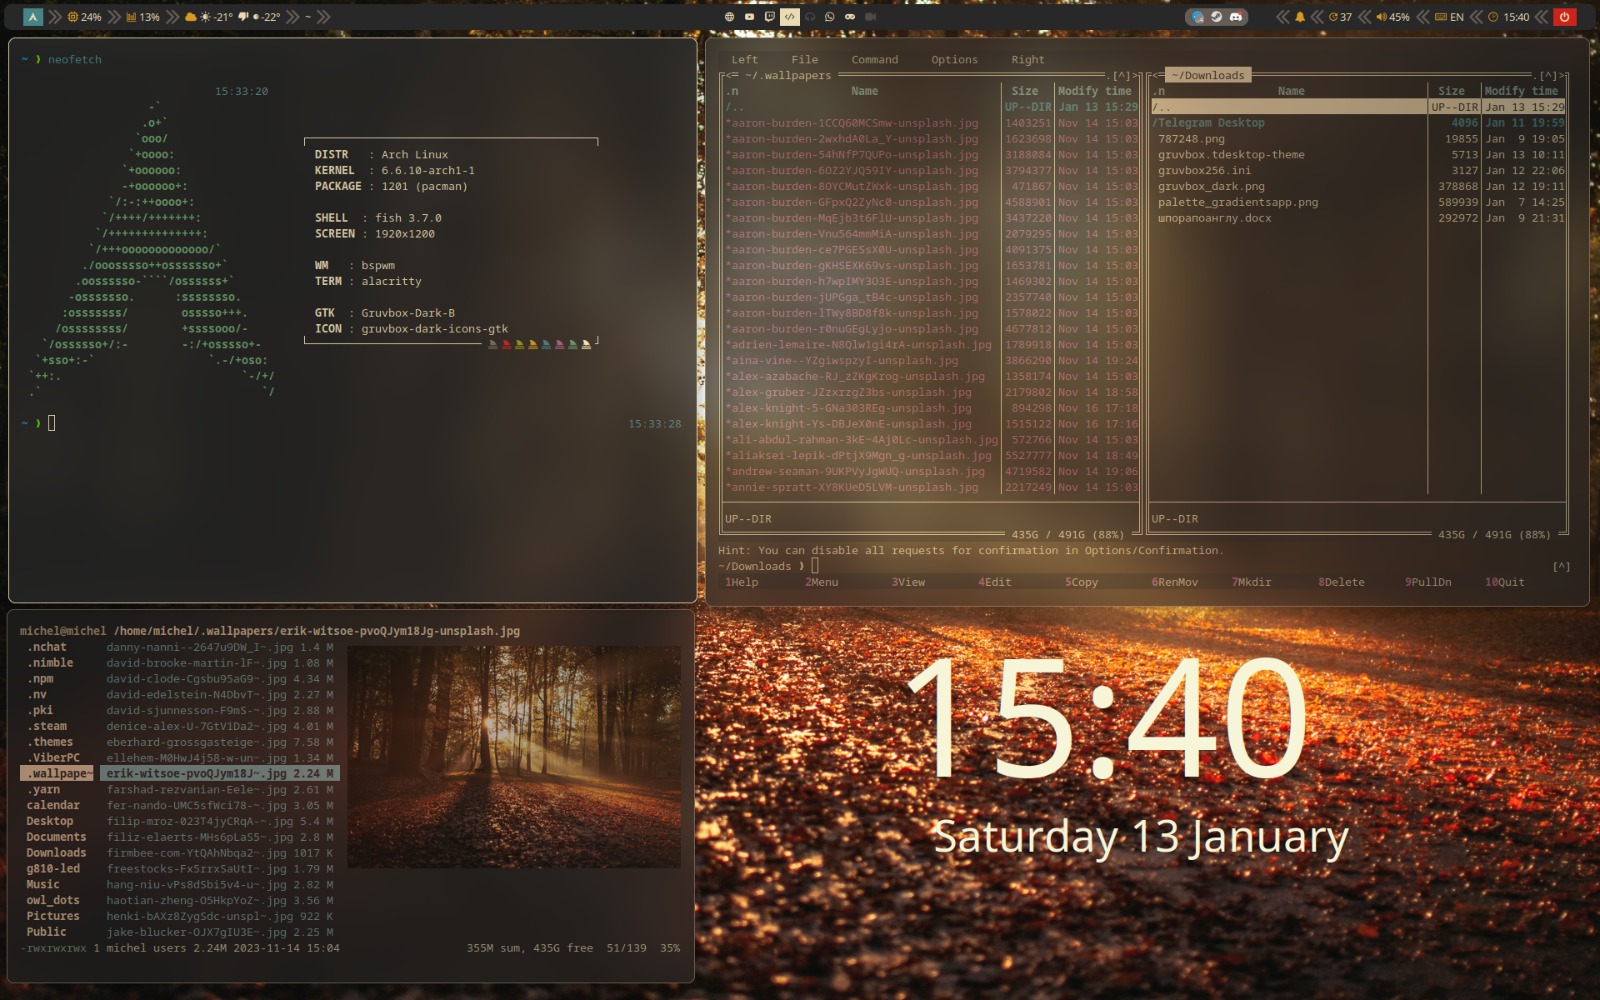 24% 13% -21° -22° ~ 37 45% EN 15:40
~ ❯ neofetch
15:33:20
-`
.o+`
`ooo/
`+oooo:
`+oooooo:
-+oooooo+:
`/:-:++oooo+:
`/++++/+++++++:
`/++++++++++++++:
`/+++ooooooooooooo/`
./ooosssso++osssssso+`
.oossssso-````/ossssss+`
-osssssso. :ssssssso.
:osssssss/ osssso+++.
/ossssssss/ +ssssooo/-
`/ossssso+/:- -:/+osssso+-
`+sso+:-` `.-/+oso:
`++:. `-/+/
.` `/
DISTR : Arch Linux
KERNEL : 6.6.10-arch1-1
PACKAGE : 1201 (pacman)
SHELL : fish 3.7.0
SCREEN : 1920x1200
WM : bspwm
TERM : alacritty
GTK : Gruvbox-Dark-B
ICON : gruvbox-dark-icons-gtk
~ ❯ 15:33:28
Left File Command Options Right
<= ~/.wallpapers .[^]>
.n Name Size Modify time
/.. UP--DIR Jan 13 15:29
*aaron-burden-1CCQ60MCSmw-unsplash.jpg 1403251 Nov 14 15:03
*aaron-burden-2wxhdA0La_Y-unsplash.jpg 1623698 Nov 14 15:03
*aaron-burden-54hNfP7QUPo-unsplash.jpg 3188084 Nov 14 15:03
*aaron-burden-6OZ2YJQ59IY-unsplash.jpg 3794377 Nov 14 15:03
*aaron-burden-8OYCMutZWxk-unsplash.jpg 471867 Nov 14 15:03
*aaron-burden-GFpxQ2ZyNc0-unsplash.jpg 4588901 Nov 14 15:03
*aaron-burden-MqEjb3t6FlU-unsplash.jpg 3437220 Nov 14 15:03
*aaron-burden-Vnu564mmMiA-unsplash.jpg 2079295 Nov 14 15:03
*aaron-burden-ce7PGESsX0U-unsplash.jpg 4091375 Nov 14 15:03
*aaron-burden-gKHSEXK69vs-unsplash.jpg 1653781 Nov 14 15:03
*aaron-burden-h7wpIMY3O3E-unsplash.jpg 1469302 Nov 14 15:03
*aaron-burden-jUPGga_tB4c-unsplash.jpg 2357740 Nov 14 15:03
*aaron-burden-lTWy8BD8f8k-unsplash.jpg 1578022 Nov 14 15:03
*aaron-burden-r0nuGEgLyjo-unsplash.jpg 4677812 Nov 14 15:03
*adrien-lemaire-N8Qlw1gi4rA-unsplash.jpg 1789918 Nov 14 15:03
*aina-vine--YZgiwspzyI-unsplash.jpg 3866290 Nov 14 19:24
*alex-azabache-RJ_zZKgKrog-unsplash.jpg 1358174 Nov 14 15:03
*alex-gruber-JZzxrzgZ3bs-unsplash.jpg 2179802 Nov 14 18:58
*alex-knight-5-GNa303REg-unsplash.jpg 894298 Nov 16 17:18
*alex-knight-Ys-DBJeX0nE-unsplash.jpg 1515122 Nov 16 17:16
*ali-abdul-rahman-3kE~4Aj0Lc-unsplash.jpg 572766 Nov 14 15:03
*aliaksei-lepik-dPtjX9Mgn_g-unsplash.jpg 5527777 Nov 14 18:49
*andrew-seaman-9UKPVyJgWUQ-unsplash.jpg 4719582 Nov 14 19:06
*annie-spratt-XY8KUeD5LVM-unsplash.jpg 2217249 Nov 14 15:03
UP--DIR
435G / 491G (88%)
<- ~/Downloads .[^]>
.n Name Size Modify time
/.. UP--DIR Jan 13 15:29
/Telegram Desktop 4096 Jan 11 19:59
787248.png 19855 Jan 9 19:05
gruvbox.tdesktop-theme 5713 Jan 13 10:11
gruvbox256.ini 3127 Jan 12 22:06
gruvbox_dark.png 378868 Jan 12 19:11
palette_gradientsapp.png 589939 Jan 7 14:25
шпорапоанглу.docx 292972 Jan 9 21:31
UP--DIR
435G / 491G (88%)
Hint: You can disable all requests for confirmation in Options/Confirmation.
~/Downloads ❯ [^]
1Help 2Menu 3View 4Edit 5Copy 6RenMov 7Mkdir 8Delete 9PullDn 10Quit
michel@michel /home/michel/.wallpapers/erik-witsoe-pvoQJym18Jg-unsplash.jpg
.nchat danny-nanni--2647u9DW_I~.jpg 1.4 M
.nimble david-brooke-martin-lF~.jpg 1.08 M
.npm david-clode-Cgsbu95aG9~.jpg 4.34 M
.nv david-edelstein-N4DbvT~.jpg 2.27 M
.pki david-sjunnesson-F9mS-~.jpg 2.88 M
.steam denice-alex-U-7GtV1Da2~.jpg 4.01 M
.themes eberhard-grossgasteige~.jpg 7.58 M
.ViberPC ellehem-M0HwJ4j58-w-un~.jpg 1.34 M
.wallpape~ erik-witsoe-pvoQJym18J~.jpg 2.24 M
.yarn farshad-rezvanian-Eele~.jpg 2.61 M
calendar fer-nando-UMC5sfWci78-~.jpg 3.05 M
Desktop filip-mroz-023T4jyCRqA-~.jpg 5.4 M
Documents filiz-elaerts-MHs6pLaS5~.jpg 2.8 M
Downloads firmbee-com-YtQAhNbqa2~.jpg 1017 K
g810-led freestocks-Fx5rrxSaUtI~.jpg 1.79 M
Music hang-niu-vPs8dSbi5v4-u~.jpg 2.82 M
owl_dots haotian-zheng-O5HkpYoZ~.jpg 3.56 M
Pictures henki-bAXz8ZygSdc-unspl~.jpg 922 K
Public jake-blucker-OJX7gIU3E~.jpg 2.25 M
-rwxrwxrwx 1 michel users 2.24M 2023-11-14 15:04 355M sum, 435G free 51/139 35%
15:40
Saturday 13 January